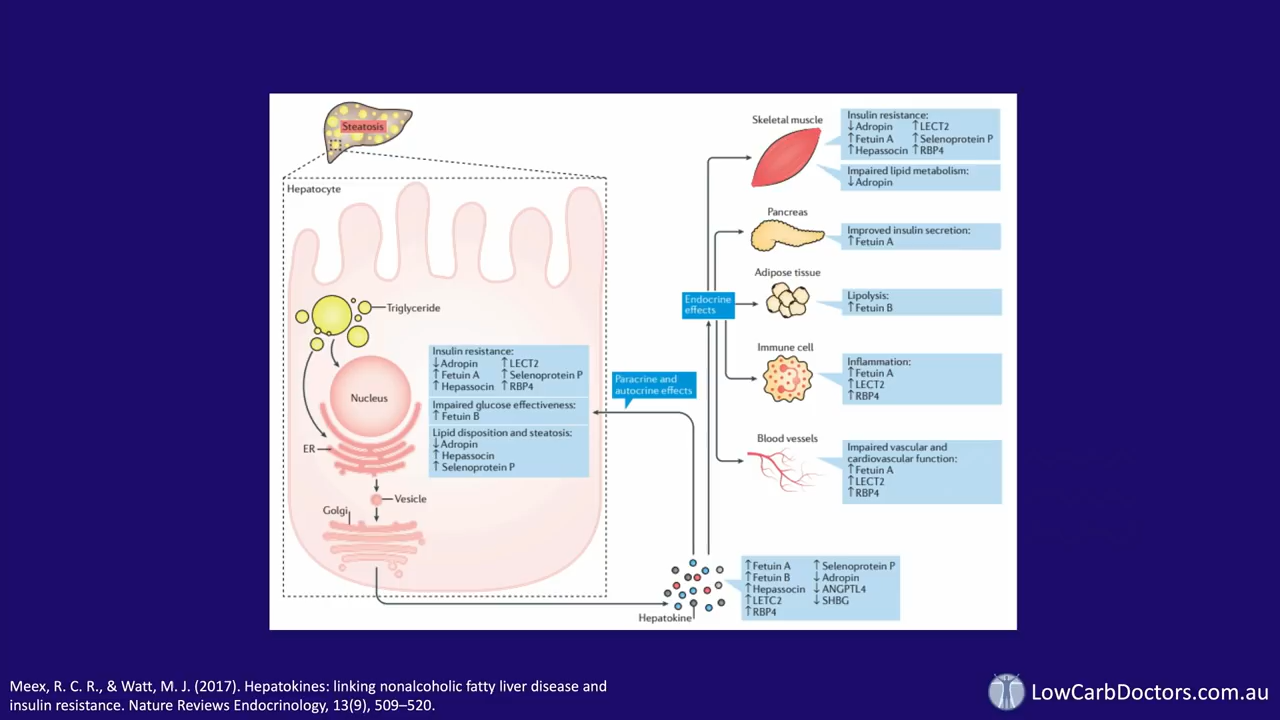 Steatosis
Hepatocyte
Triglyceride
Nucleus
ER
Vesicle
Golgi
Insulin resistance:
↓Adropin ↑LECT2
↑Fetuin A ↑Selenoprotein P
↑Hepassocin ↑RBP4
Impaired glucose effectiveness:
↑Fetuin B
Lipid disposition and steatosis:
↓Adropin
↑Hepassocin
↑Selenoprotein P
Paracrine and
autocrine effects
Endocrine
effects
Skeletal muscle
Insulin resistance:
↓Adropin ↑LECT2
↑Fetuin A ↑Selenoprotein P
↑Hepassocin ↑RBP4
Impaired lipid metabolism:
↓Adropin
Pancreas
Improved insulin secretion:
↑Fetuin A
Adipose tissue
Lipolysis:
↑Fetuin B
Immune cell
Inflammation:
↑Fetuin A
↑LECT2
↑RBP4
Blood vessels
Impaired vascular and
cardiovascular function:
↑Fetuin A
↑LECT2
↑RBP4
Hepatokine
↑Fetuin A ↑Selenoprotein P
↑Fetuin B ↓Adropin
↑Hepassocin ↓ANGPTL4
↑LETC2 ↓SHBG
↑RBP4
Meex, R. C. R., & Watt, M. J. (2017). Hepatokines: linking nonalcoholic fatty liver disease and
insulin resistance. Nature Reviews Endocrinology, 13(9), 509–520.
LowCarbDoctors.com.au